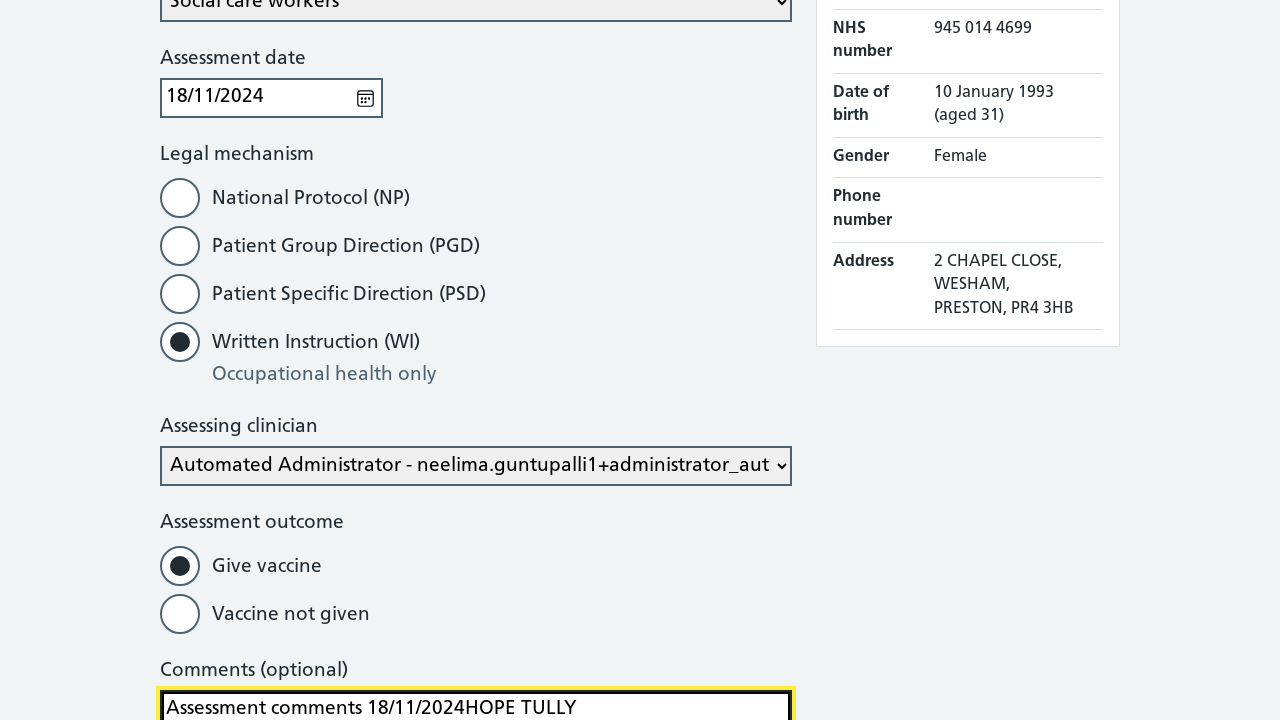 Social care workers
Assessment date
18/11/2024
Legal mechanism
National Protocol (NP)
Patient Group Direction (PGD)
Patient Specific Direction (PSD)
Written Instruction (WI)
Occupational health only
Assessing clinician
Automated Administrator - neelima.guntupalli1+administrator_aut
Assessment outcome
Give vaccine
Vaccine not given
Comments (optional)
Assessment comments 18/11/2024HOPE TULLY
NHS number
945 014 4699
Date of birth
10 January 1993 (aged 31)
Gender
Female
Phone number
Address
2 CHAPEL CLOSE,
WESHAM,
PRESTON, PR4 3HB